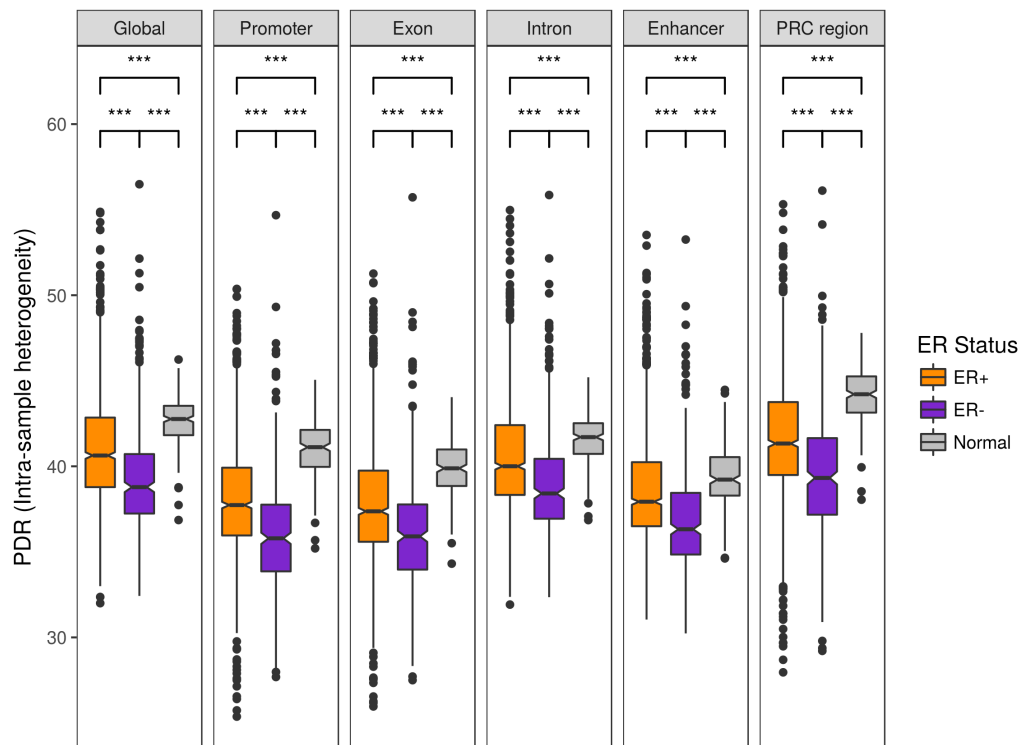 Global Promoter Exon Intron Enhancer PRC region
*** *** *** *** *** ***
*** *** *** *** *** *** *** *** *** *** *** ***
60
50
40
30
PDR (Intra-sample heterogeneity)
ER Status
ER+
ER-
Normal